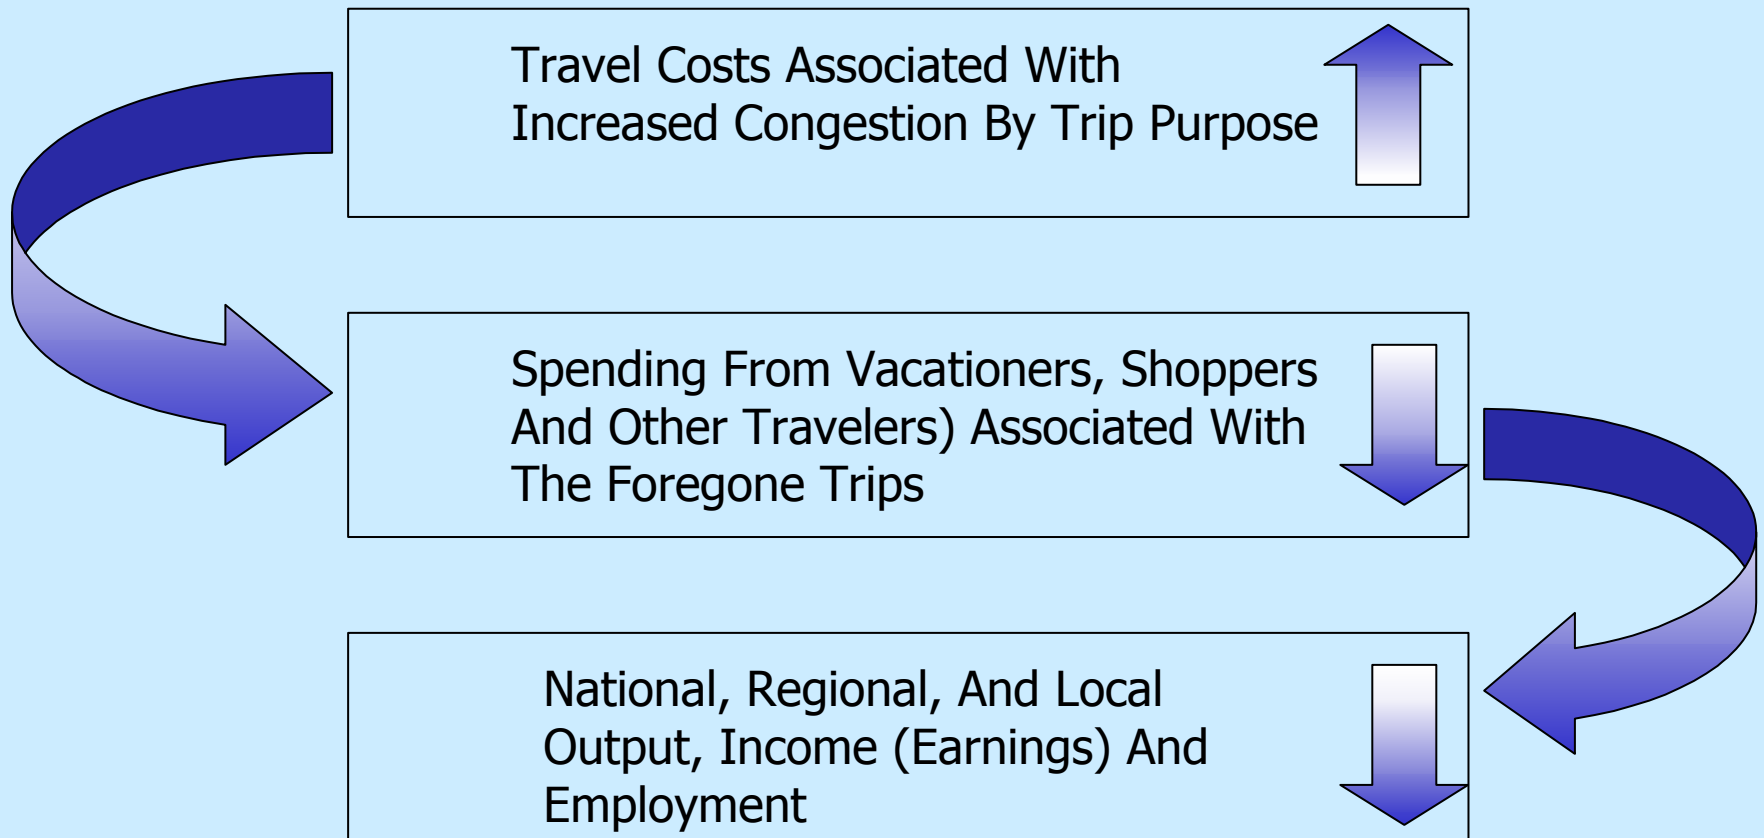 Travel Costs Associated With
Increased Congestion By Trip Purpose
Spending From Vacationers, Shoppers
And Other Travelers) Associated With
The Foregone Trips
National, Regional, And Local
Output, Income (Earnings) And
Employment